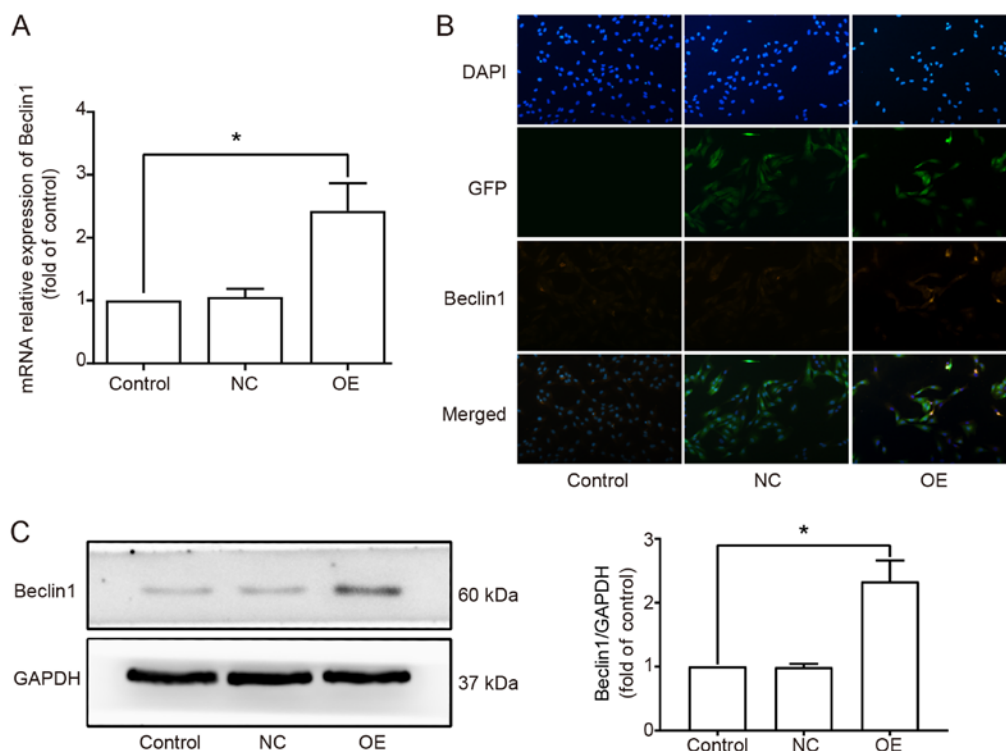 A
mRNA relative expression of Beclin1
(fold of control)
4
3
2
1
0
*
Control NC OE
B
DAPI
GFP
Beclin1
Merged
Control NC OE
C
Beclin1
60 kDa
GAPDH
37 kDa
Control NC OE
Beclin1/GAPDH
(fold of control)
3
2
1
0
*
Control NC OE